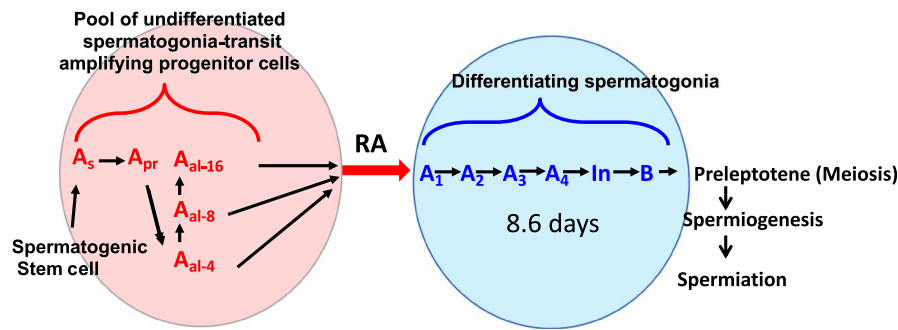 Pool of undifferentiated
spermatogonia-transit
amplifying progenitor cells
As Apr Aal-16
Aal-8
Aal-4
Spermatogenic
Stem cell
RA
Differentiating spermatogonia
A1 A2 A3 A4 In B
8.6 days
Preleptotene (Meiosis)
Spermiogenesis
Spermiation